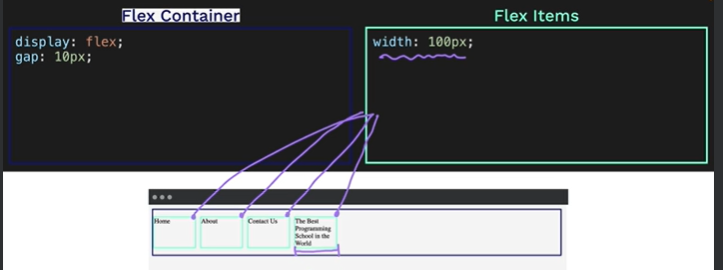 Flex Container
Flex Items
display: flex;
gap: 10px;
width: 100px;
Home
About
Contact Us
The Best
Programming
School in the
World